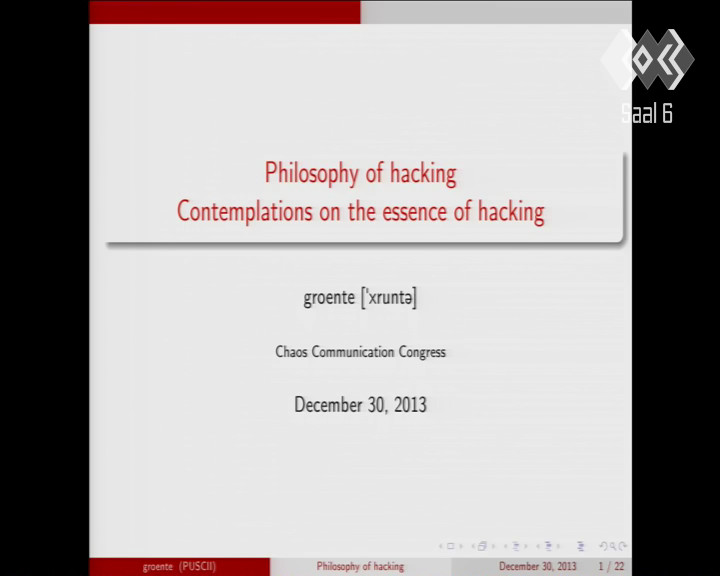 Saal 6
Philosophy of hacking
Contemplations on the essence of hacking
groente ['xruntə]
Chaos Communication Congress
December 30, 2013
groente (PUSCII) Philosophy of hacking December 30, 2013 1 / 22